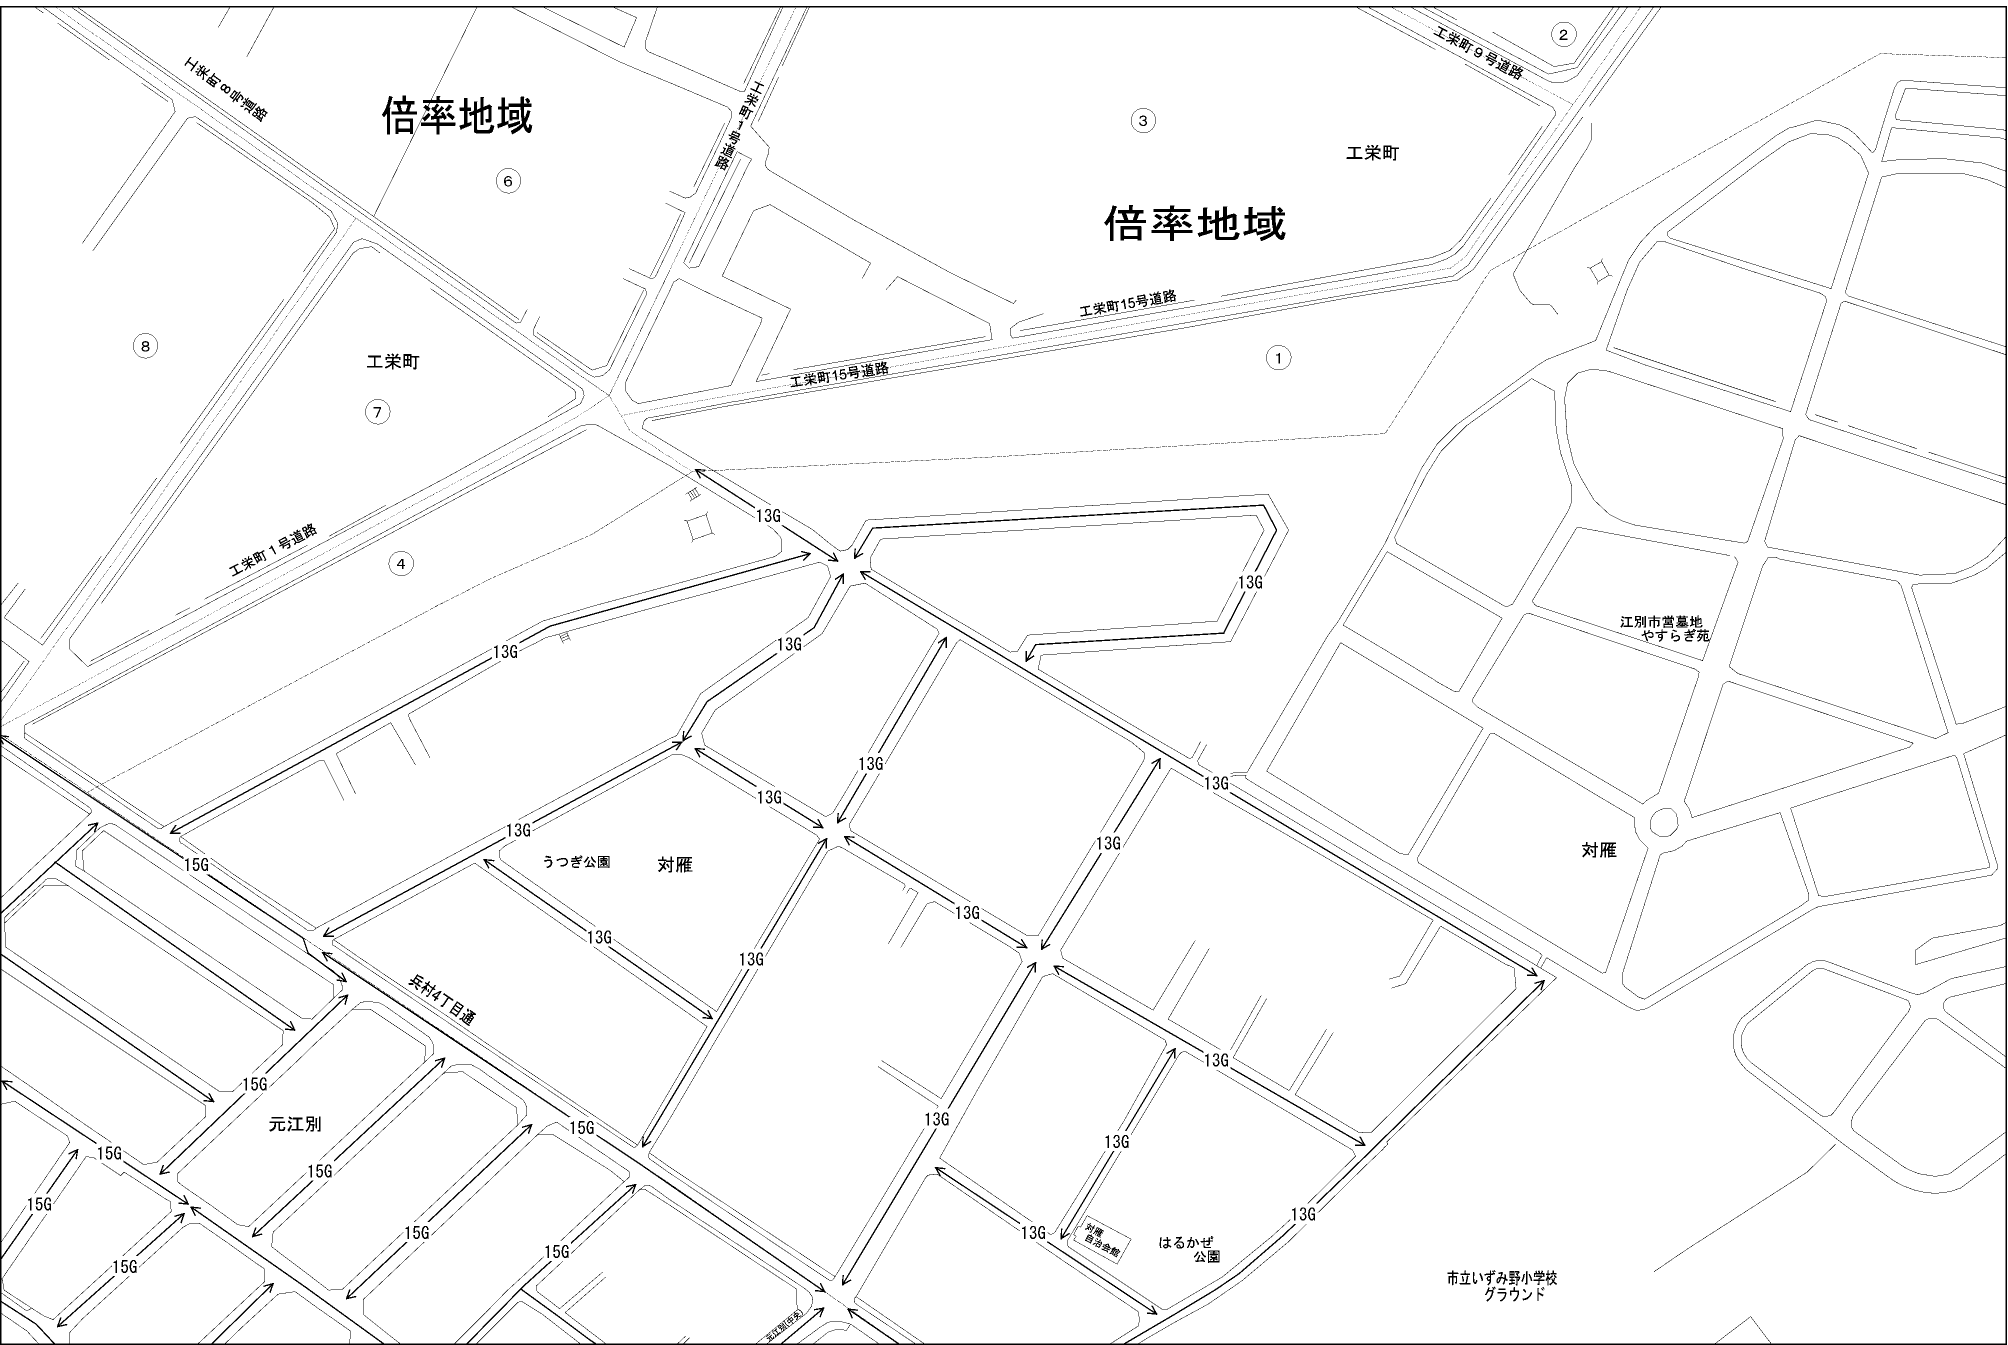 工栄町9号道路
②
工栄町8号道路
倍率地域
工栄町1号道路
③
工栄町
⑥
倍率地域
工栄町15号道路
⑧
工栄町
①
工栄町15号道路
⑦
13G
工栄町1号道路
④
13G
江別市営墓地
やすらぎ苑
13G
13G
13G
13G
13G
13G
13G
13G
対雁
うつぎ公園
対雁
15G
13G
13G
13G
兵村4丁目通
13G
15G
13G
元江別
13G
15G
13G
15G
15G
15G
13G
15G
13G
対雁
自治会館
はるかぜ
公園
15G
15G
市立いずみ野小学校
グラウンド
元江別(中央)